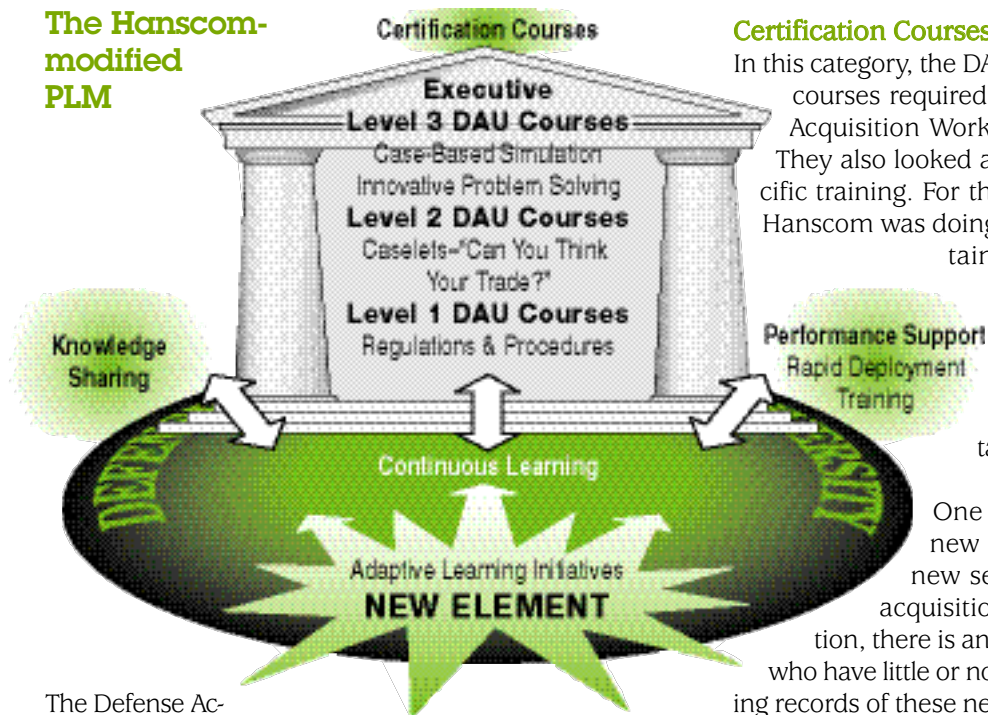 The Hanscom-
modified
PLM
Certification Courses
Executive
Level 3 DAU Courses
Case-Based Simulation
Innovative Problem Solving
Level 2 DAU Courses
Caselets–"Can You Think
Your Trade?"
Level 1 DAU Courses
Regulations & Procedures
Knowledge
Sharing
Performance Support
Rapid Deployment
Training
DEFENSE
ERSITY
Continuous Learning
Adaptive Learning Initiatives
NEW ELEMENT
The Defense Ac-
Certification Courses
In this category, the DA
courses required
Acquisition Work
They also looked a
cific training. For th
Hanscom was doing
tain
ta
One
new
new se
acquisitio
tion, there is an
who have little or no
ing records of these ne